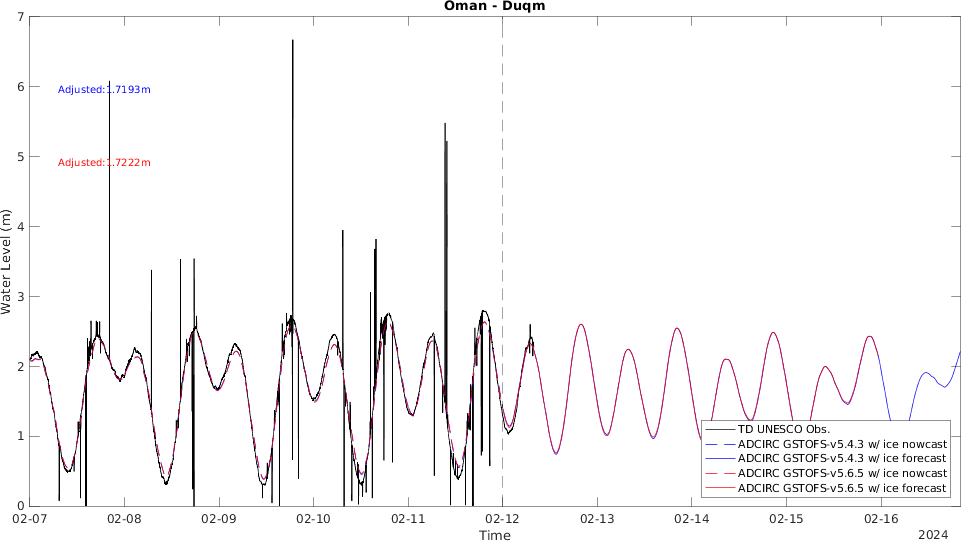 Oman - Duqm
7
6
5
4
3
2
1
0
Water Level (m)
Adjusted:1.7193m
Adjusted:1.7222m
TD UNESCO Obs.
ADCIRC GSTOFS-v5.4.3 w/ ice nowcast
ADCIRC GSTOFS-v5.4.3 w/ ice forecast
ADCIRC GSTOFS-v5.6.5 w/ ice nowcast
ADCIRC GSTOFS-v5.6.5 w/ ice forecast
02-07 02-08 02-09 02-10 02-11 02-12 02-13 02-14 02-15 02-16
Time
2024